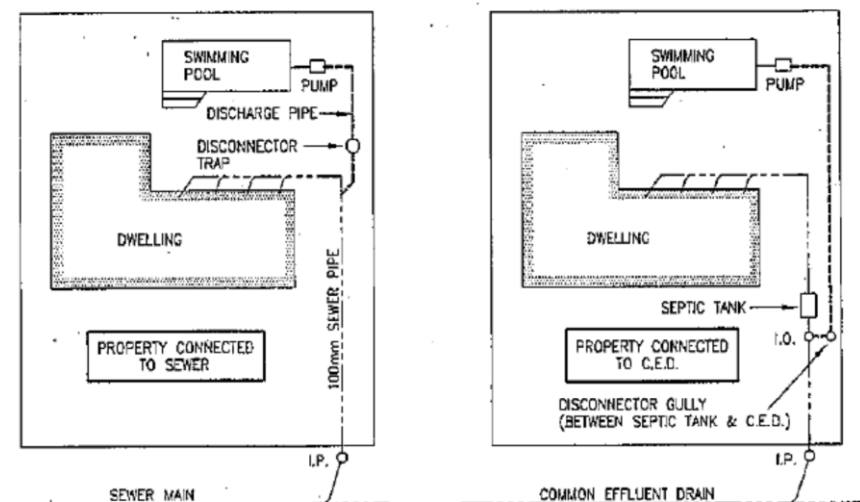 SWIMMING
POOL
PUMP
DISCHARGE PIPE
DISCONNECTOR
TRAP
DWELLING
100mm SEWER PIPE
PROPERTY CONNECTED
TO SEWER
I.P.
SEWER MAIN
SWIMMING
POOL
PUMP
DWELLING
SEPTIC TANK
I.O.
PROPERTY CONNECTED
TO C.E.D.
DISCONNECTOR GULLY
(BETWEEN SEPTIC TANK & C.E.D.)
I.P.
COMMON EFFLUENT DRAIN